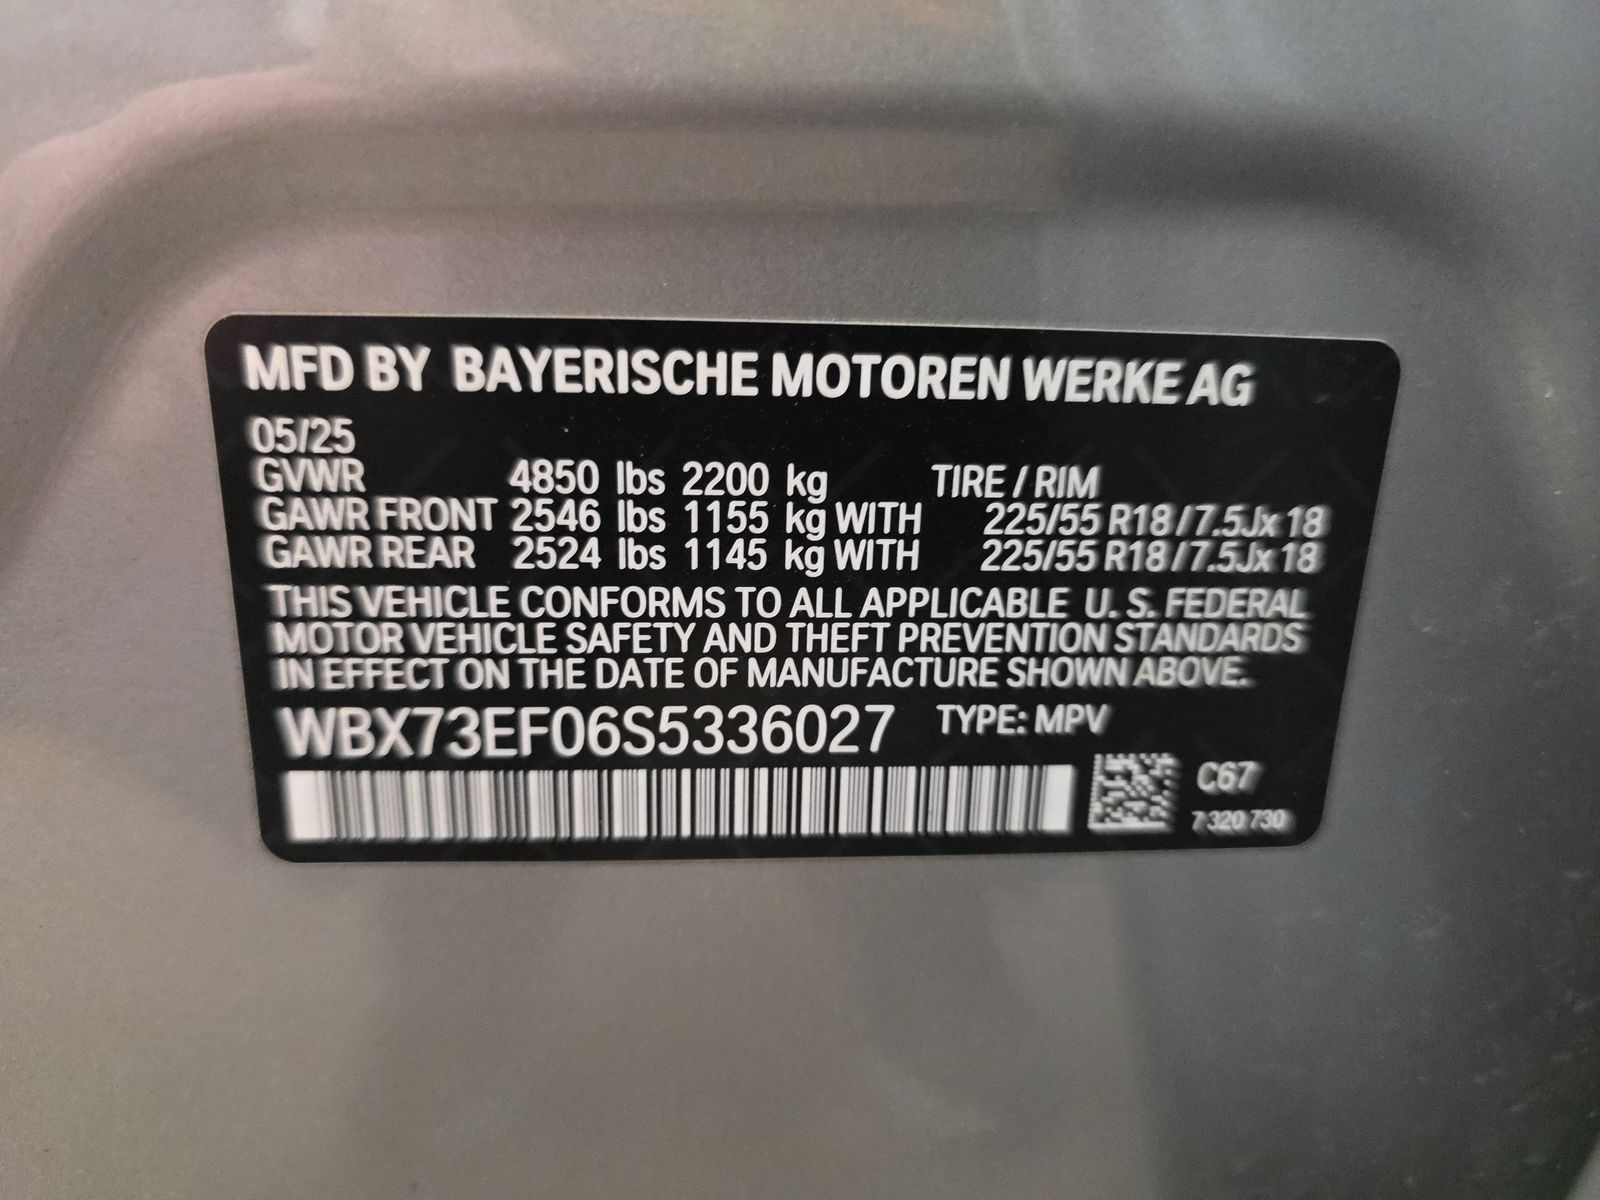 MFD BY BAYERISCHE MOTOREN WERKE AG
05/25
GVWR 4850 lbs 2200 kg TIRE / RIM
GAWR FRONT 2546 lbs 1155 kg WITH 225/55 R18 / 7.5Jx 18
GAWR REAR 2524 lbs 1145 kg WITH 225/55 R18 / 7.5Jx 18
THIS VEHICLE CONFORMS TO ALL APPLICABLE U. S. FEDERAL
MOTOR VEHICLE SAFETY AND THEFT PREVENTION STANDARDS
IN EFFECT ON THE DATE OF MANUFACTURE SHOWN ABOVE.
WBX73EF06S5336027 TYPE: MPV
C67
7 320 730